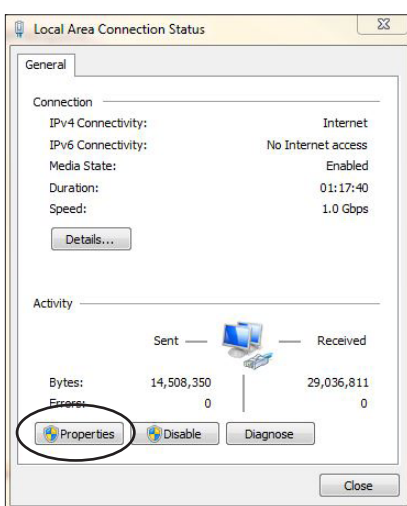 Local Area Connection Status
General
Connection
IPv4 Connectivity: Internet
IPv6 Connectivity: No Internet access
Media State: Enabled
Duration: 01:17:40
Speed: 1.0 Gbps
Details...
Activity
Sent Received
Bytes: 14,508,350 29,036,811
Errors: 0 0
Properties Disable Diagnose
Close